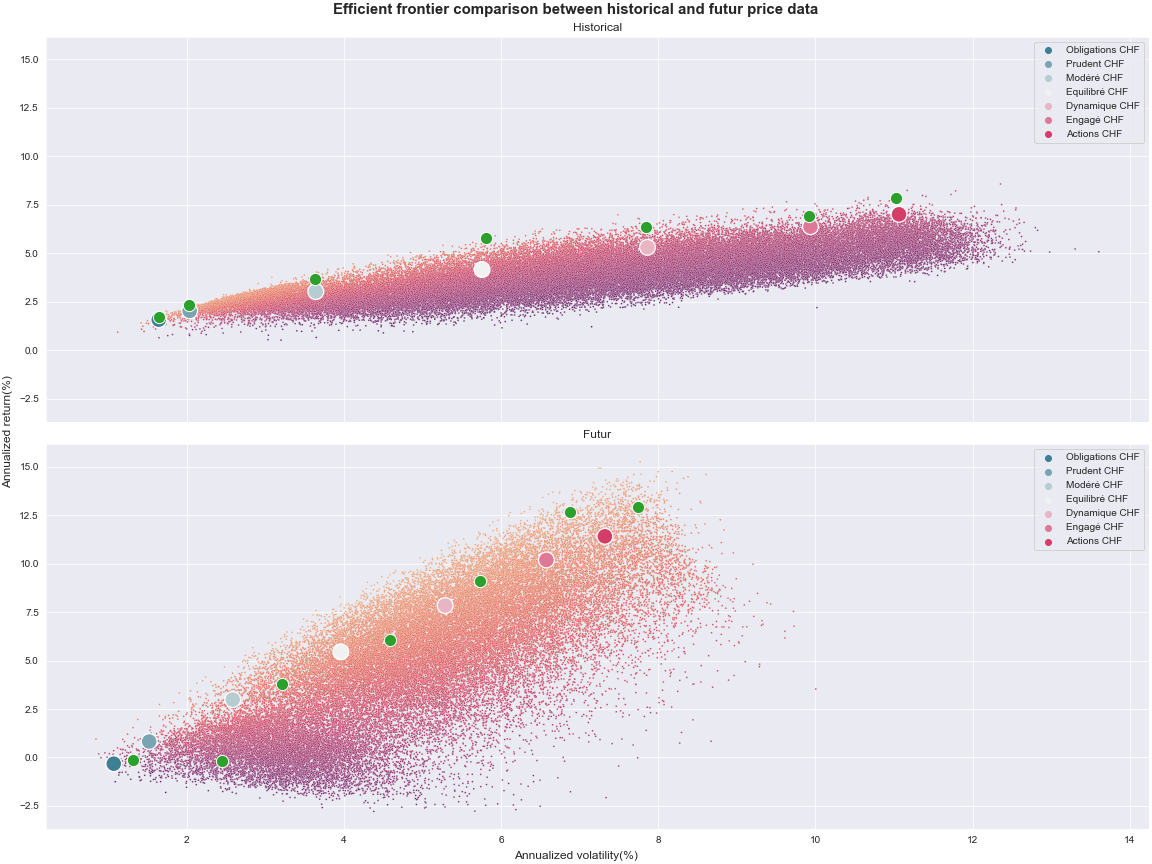 Efficient frontier comparison between historical and futur price data
Historical
15.0
12.5
10.0
7.5
5.0
2.5
0.0
−2.5
Obligations CHF
Prudent CHF
Modéré CHF
Equilibré CHF
Dynamique CHF
Engagé CHF
Actions CHF
Annualized return(%)
Futur
15.0
12.5
10.0
7.5
5.0
2.5
0.0
−2.5
Obligations CHF
Prudent CHF
Modéré CHF
Equilibré CHF
Dynamique CHF
Engagé CHF
Actions CHF
2 4 6 8 10 12 14
Annualized volatility(%)